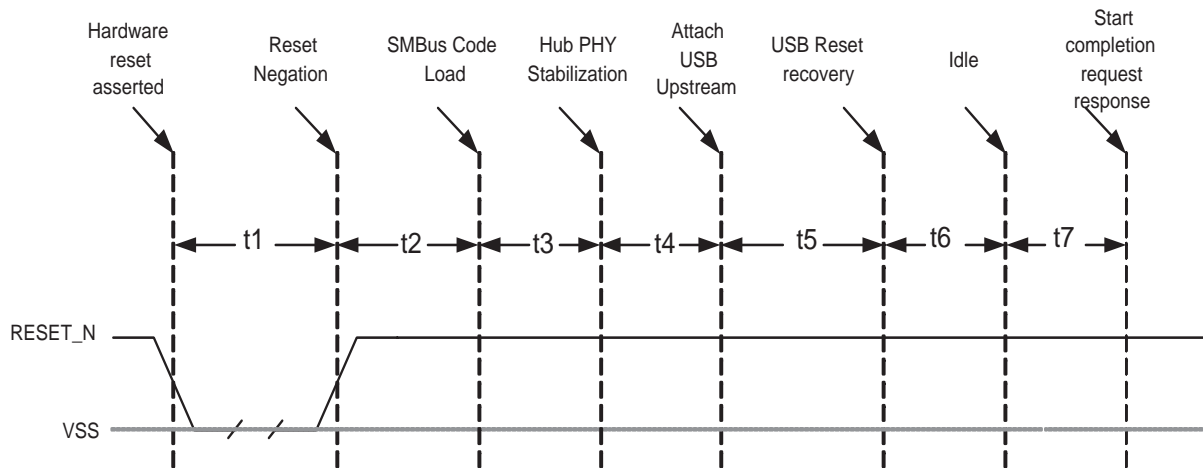 Hardware
reset
asserted
Reset
Negation
SMBus Code
Load
Hub PHY
Stabilization
Attach
USB
Upstream
USB Reset
recovery
Idle
Start
completion
request
response
t1
t2
t3
t4
t5
t6
t7
RESET_N
VSS